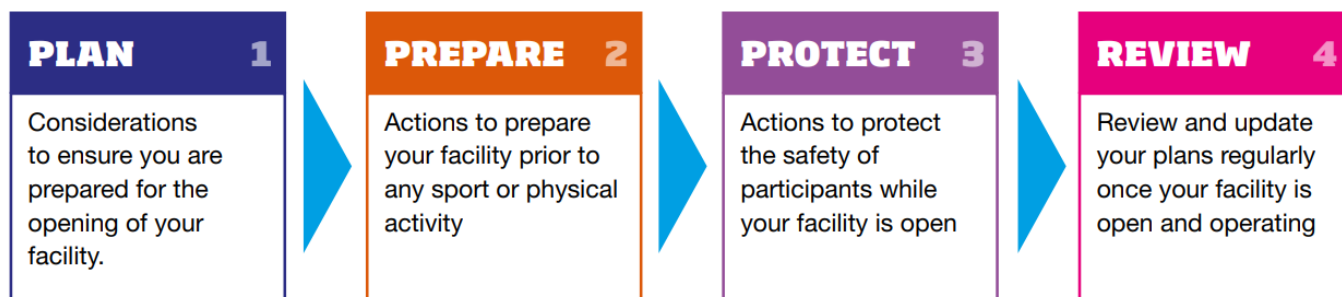 PLAN 1
Considerations
to ensure you are
prepared for the
opening of your
facility.
PREPARE 2
Actions to prepare
your facility prior to
any sport or physical
activity
PROTECT 3
Actions to protect
the safety of
participants while
your facility is open
REVIEW 4
Review and update
your plans regularly
once your facility is
open and operating